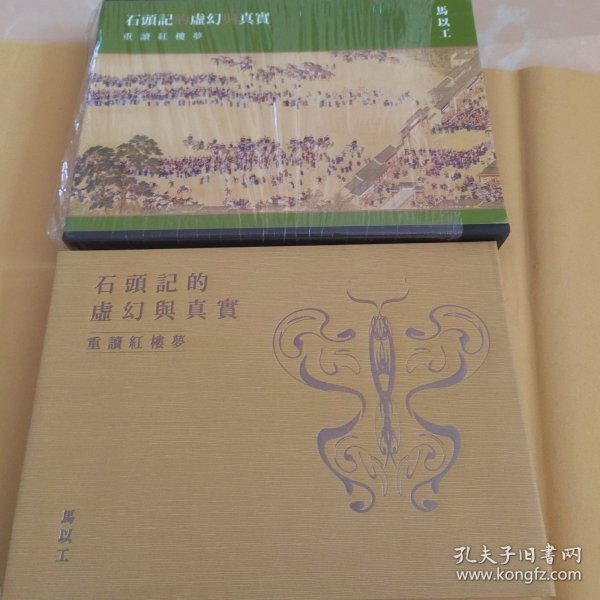 石頭記的虛幻與真實
重讀紅樓夢
馬以工
石頭記的
虛幻與真實
重讀紅樓夢
馬以工
孔夫子旧书网
www.kongfz.com